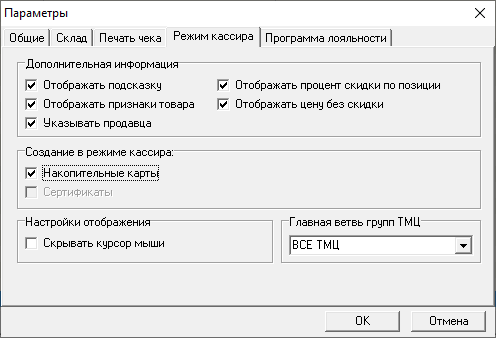 Параметры
Общие Склад Печать чека Режим кассира Программа лояльности
Дополнительная информация
Отображать подсказку Отображать процент скидки по позиции
Отображать признаки товара Отображать цену без скидки
Указывать продавца
Создание в режиме кассира:
Накопительные карты
Сертификаты
Настройки отображения Главная ветвь групп ТМЦ
Скрывать курсор мыши ВСЕ ТМЦ
OK Отмена